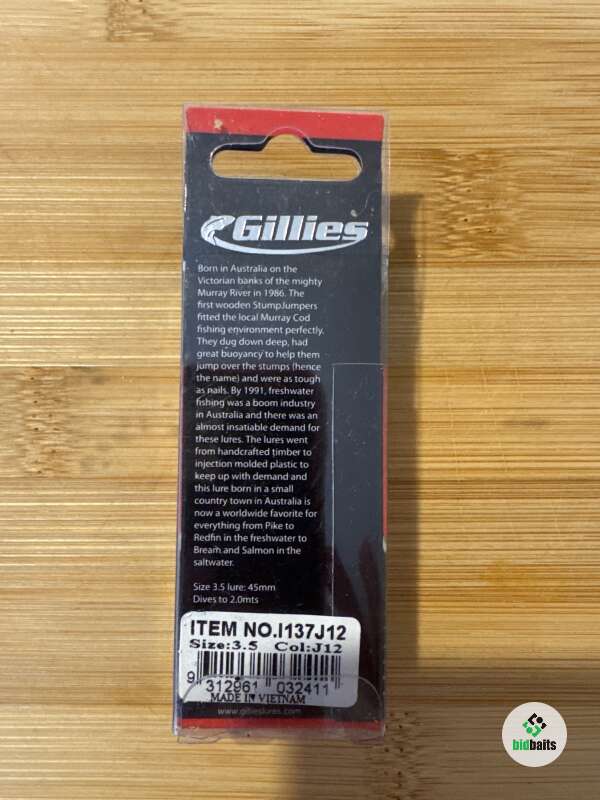 Gillies
Born in Australia on the
Victorian banks of the mighty
Murray River in 1986. The
first wooden StumpJumpers
fitted the local Murray Cod
fishing environment perfectly.
They dug down deep, had
great buoyancy to help them
jump over the stumps (hence
the name) and were as tough
as nails. By 1991, freshwater
fishing was a boom industry
in Australia and there was an
almost insatiable demand for
these lures. The lures went
from handcrafted timber to
injection molded plastic to
keep up with demand and
this lure born in a small
country town in Australia is
now a worldwide favorite for
everything from Pike to
Redfin in the freshwater to
Bream and Salmon in the
saltwater.
Size 3.5 lure: 45mm
Dives to 2.0mts
ITEM NO.I137J12
Size:3.5 Col:J12
9 312961 032411
MADE IN VIETNAM
www.gillieslures.com
bidbaits